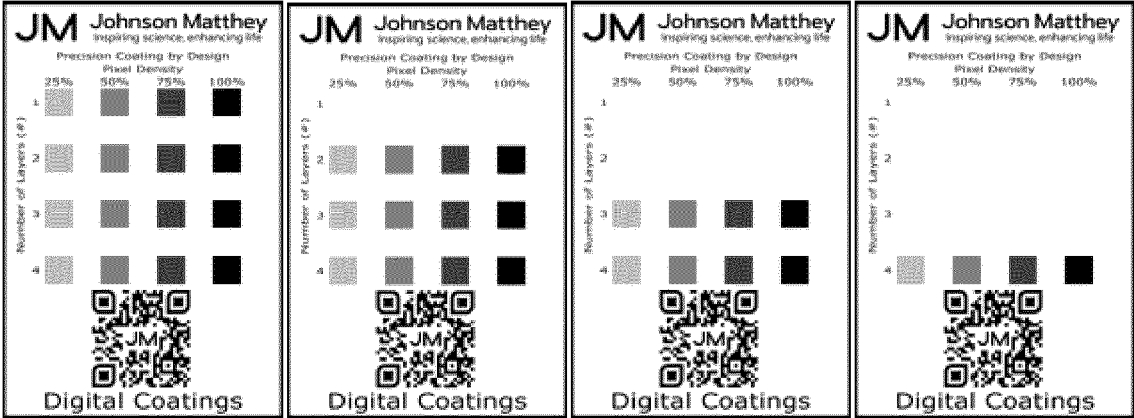 JM Johnson Matthey
Inspiring science, enhancing life
Precision Coating by Design
Pixel Density
25% 50% 75% 100%
Number of Layers (#)
1
2
3
4
JM
Digital Coatings
JM Johnson Matthey
Inspiring science, enhancing life
Precision Coating by Design
Pixel Density
25% 50% 75% 100%
Number of Layers (#)
1
2
3
4
JM
Digital Coatings
JM Johnson Matthey
Inspiring science, enhancing life
Precision Coating by Design
Pixel Density
25% 50% 75% 100%
Number of Layers (#)
1
2
3
4
JM
Digital Coatings
JM Johnson Matthey
Inspiring science, enhancing life
Precision Coating by Design
Pixel Density
25% 50% 75% 100%
Number of Layers (#)
1
2
3
4
JM
Digital Coatings